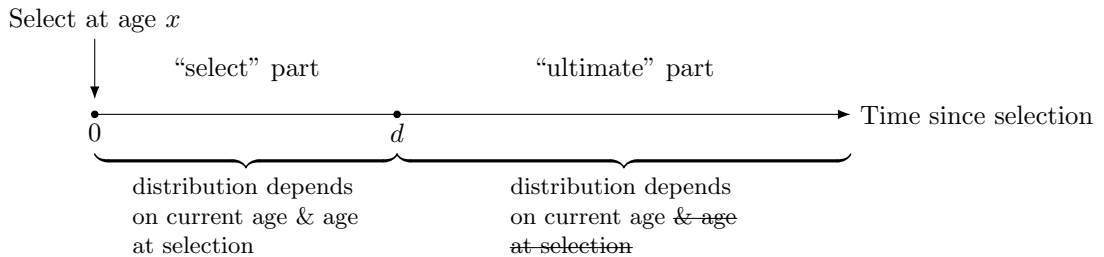 Select at age x
“select” part
“ultimate” part
Time since selection
0
d
distribution depends
on current age & age
at selection
distribution depends
on current age & age
at selection